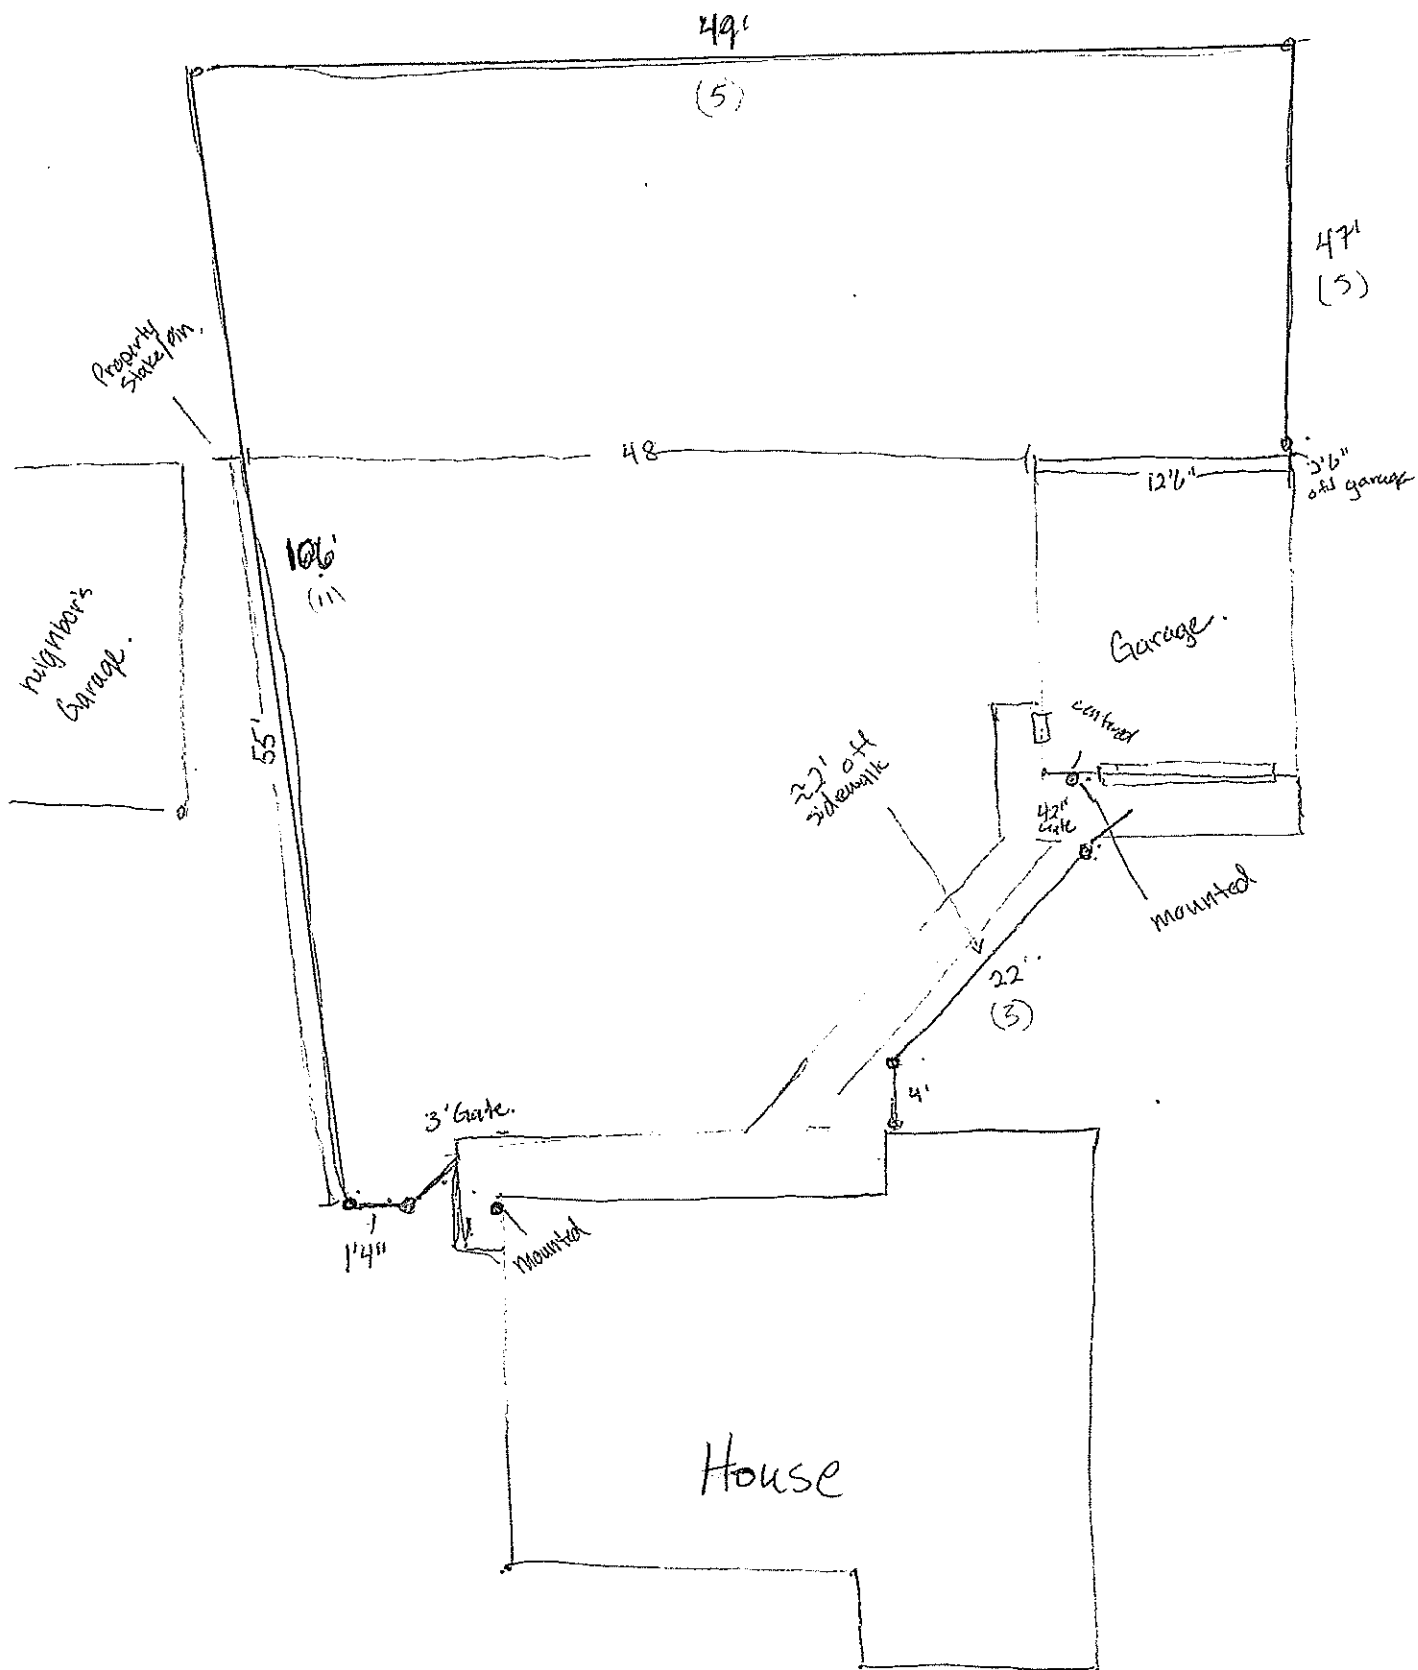 49'
(5)
47'
(5)
Property
Stake/pin.
48
12'6"
2'6"
off garage
106'
(11)
neighbor's
Garage.
Garage.
55'
≈2' off
sidewalk
42"
Gate
mounted
22'
(3)
4'
3' Gate.
1'4"
mounted
House